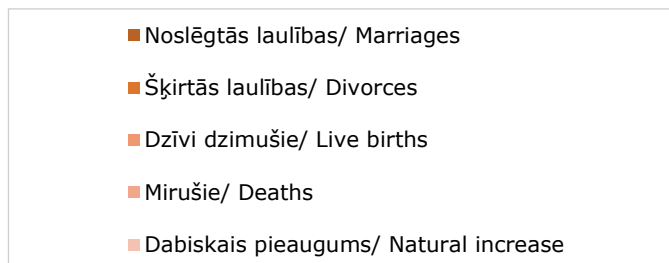 Noslēgtās laulības/ Marriages
Šķirtās laulības/ Divorces
Dzīvi dzimušie/ Live births
Mirušie/ Deaths
Dabiskais pieaugums/ Natural increase